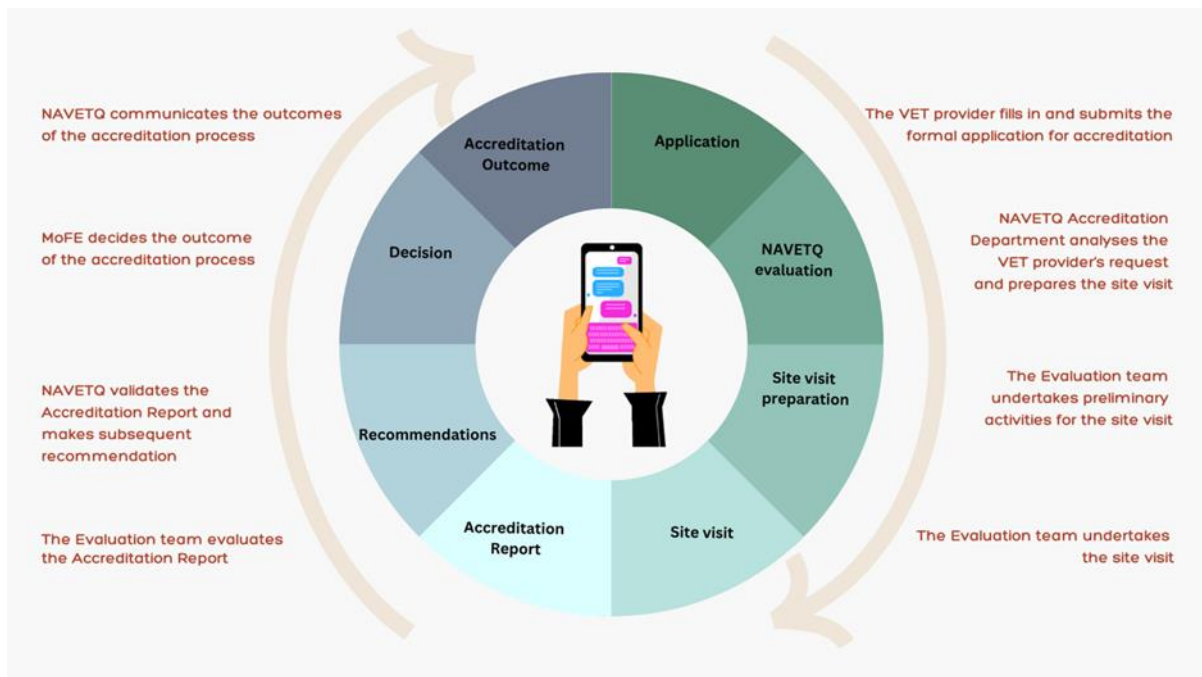 Application
NAVETQ
evaluation
Site visit
preparation
Site visit
Accreditation
Report
Recommendations
Decision
Accreditation
Outcome
The VET provider fills in and submits the
formal application for accreditation
NAVETQ Accreditation
Department analyses the
VET provider's request
and prepares the site visit
The Evaluation team
undertakes preliminary
activities for the site visit
The Evaluation team undertakes
the site visit
The Evaluation team evaluates
the Accreditation Report
NAVETQ validates the
Accreditation Report and
makes subsequent
recommendation
MoFE decides the outcome
of the accreditation process
NAVETQ communicates the outcomes
of the accreditation process